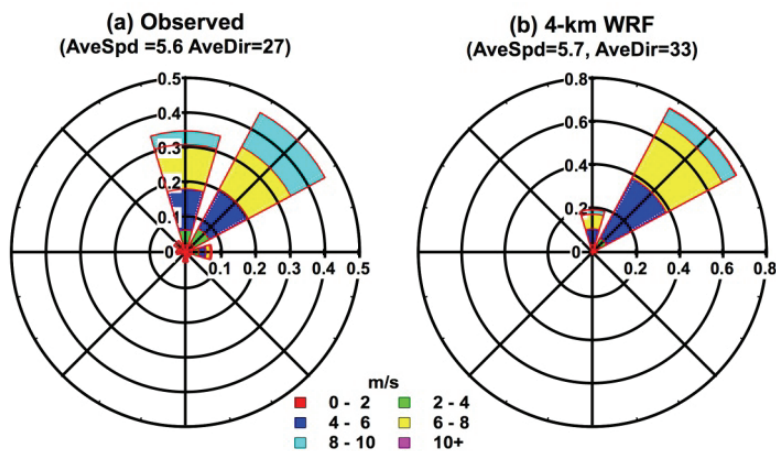 (a) Observed
(AveSpd =5.6 AveDir=27)
0.5
0.4
0.3
0.2
0.1
0
0.1 0.2 0.3 0.4 0.5
(b) 4-km WRF
(AveSpd=5.7, AveDir=33)
0.8
0.6
0.4
0.2
0
0.2 0.4 0.6 0.8
m/s
0 - 2 2 - 4
4 - 6 6 - 8
8 - 10 10+